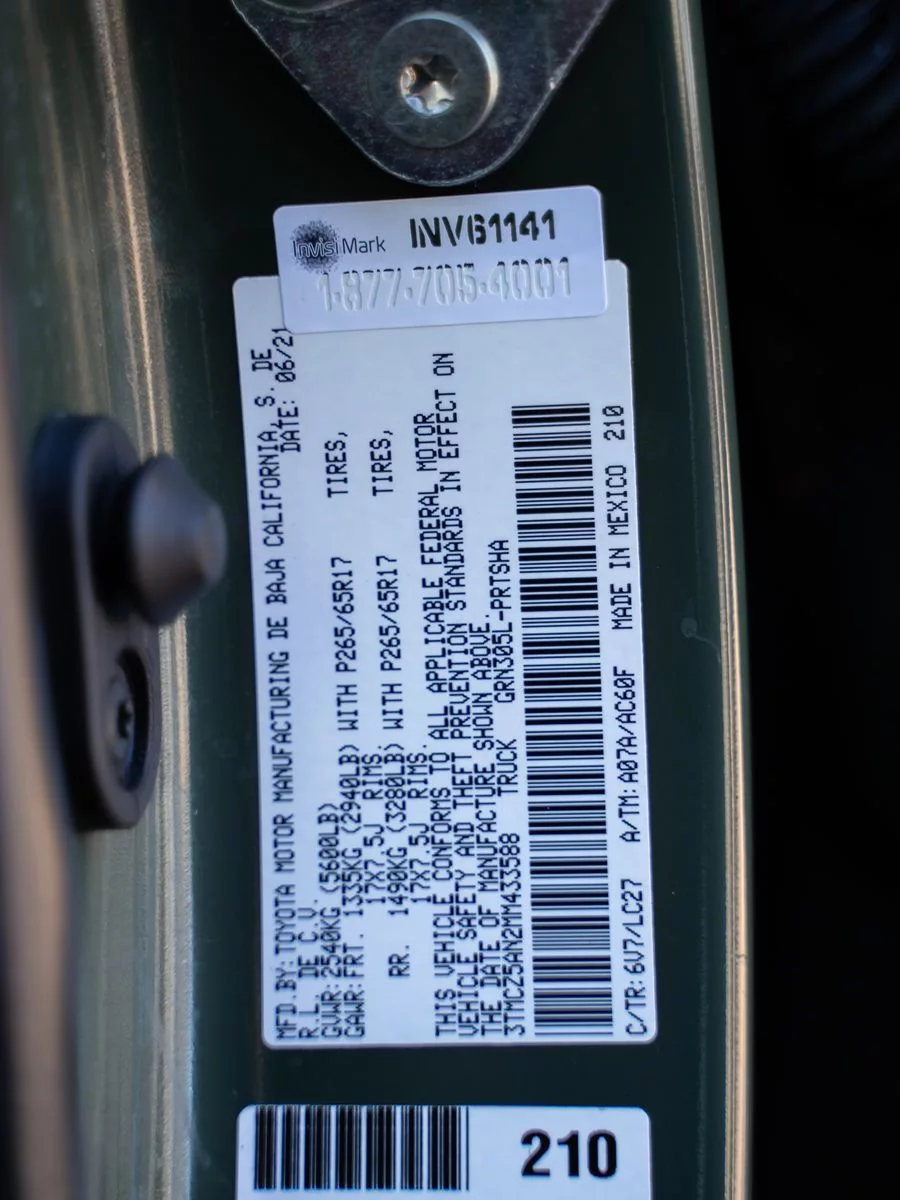 InvisiMark INV61141
1-877-705-4001
MFD.BY:TOYOTA MOTOR MANUFACTURING DE BAJA CALIFORNIA, S. DE
R.L. DE C.V. DATE: 06/21
GVWR:2540KG (5600LB)
GAWR:FRT. 1335KG (2940LB) WITH P265/65R17 TIRES,
17X7.5J RIMS.
RR. 1490KG (3280LB) WITH P265/65R17 TIRES,
17X7.5J RIMS.
THIS VEHICLE CONFORMS TO ALL APPLICABLE FEDERAL MOTOR
VEHICLE SAFETY AND THEFT PREVENTION STANDARDS IN EFFECT ON
THE DATE OF MANUFACTURE SHOWN ABOVE.
3TMCZ5AN2MM433588 TRUCK GRN305L-PRTSHA
C/TR:6V7/LC27 A/TM:A07A/AC60F MADE IN MEXICO 210
210